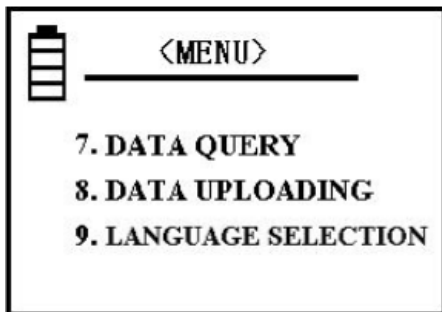 <MENU>
7. DATA QUERY
8. DATA UPLOADING
9. LANGUAGE SELECTION